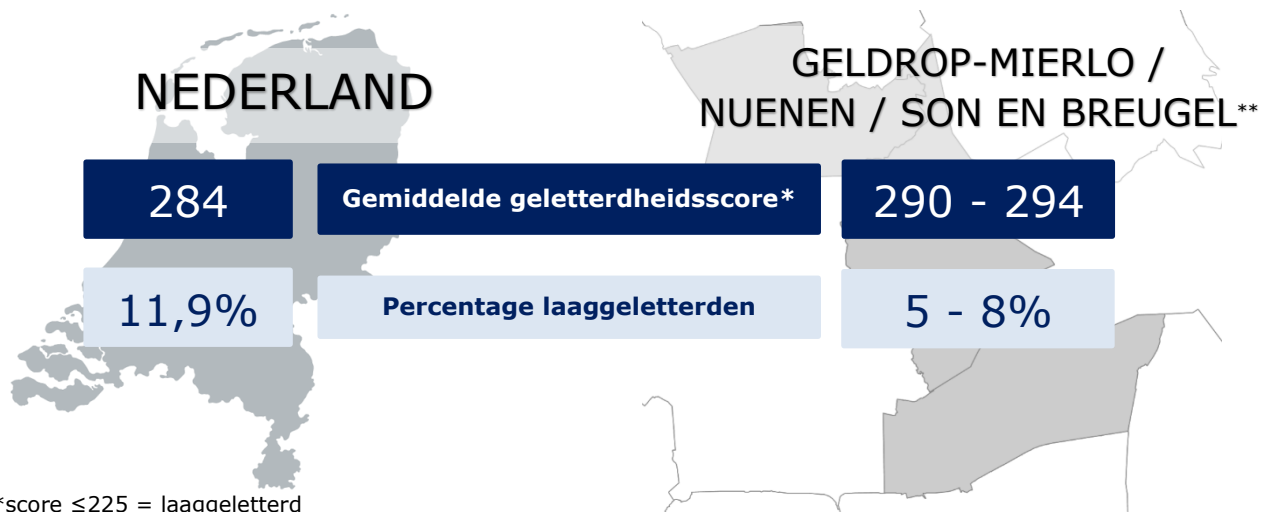 NEDERLAND
GELDROP-MIERLO /
NUENEN / SON EN BREUGEL**
284
Gemiddelde geletterdheidsscore*
290 - 294
11,9%
Percentage laaggeletterden
5 - 8%
*score ≤225 = laaggeletterd